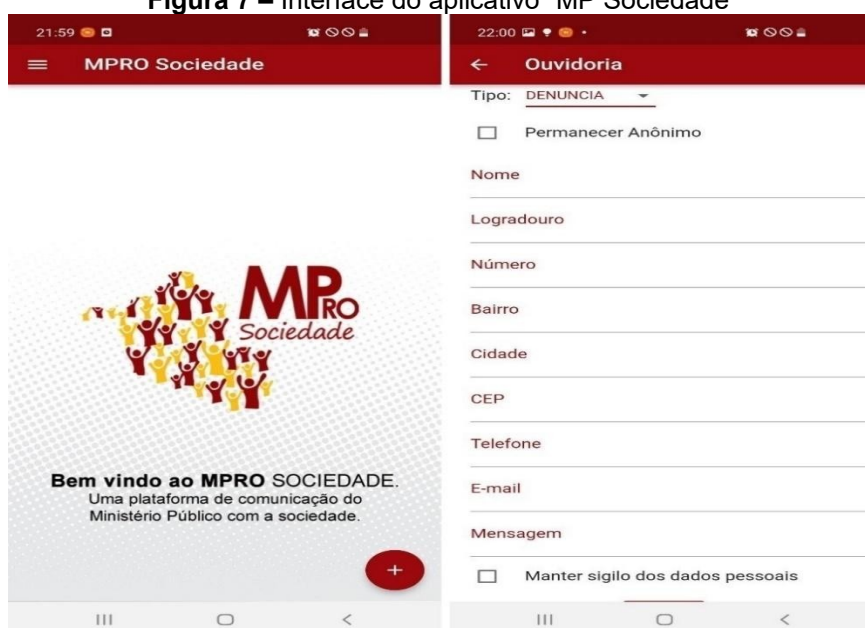 Figura 7 – Interface do aplicativo "MP Sociedade"
21:59
MPRO Sociedade
MPRO
Sociedade
Bem vindo ao MPRO SOCIEDADE.
Uma plataforma de comunicação do
Ministério Público com a sociedade.
+
22:00
Ouvidoria
Tipo: DENUNCIA
Permanecer Anônimo
Nome
Logradouro
Número
Bairro
Cidade
CEP
Telefone
E-mail
Mensagem
Manter sigilo dos dados pessoais